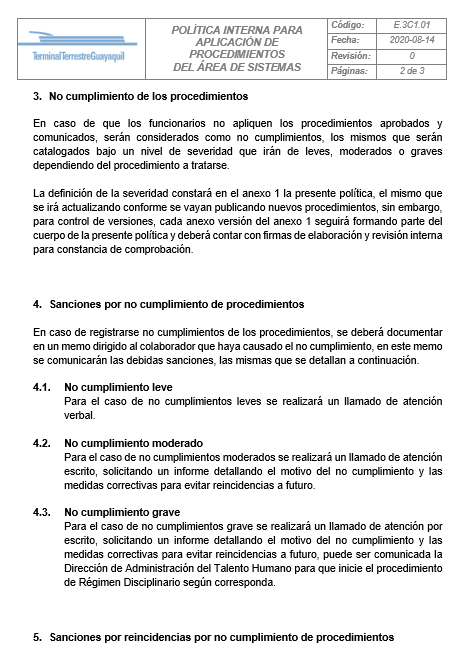 TerminalTerrestreGuayaquil
POLÍTICA INTERNA PARA
APLICACIÓN DE
PROCEDIMIENTOS
DEL ÁREA DE SISTEMAS
Código: E.3C1.01
Fecha: 2020-08-14
Revisión: 0
Páginas: 2 de 3
3. No cumplimiento de los procedimientos
En caso de que los funcionarios no apliquen los procedimientos aprobados y
comunicados, serán considerados como no cumplimientos, los mismos que serán
catalogados bajo un nivel de severidad que irán de leves, moderados o graves
dependiendo del procedimiento a tratarse.
La definición de la severidad constará en el anexo 1 la presente política, el mismo que
se irá actualizando conforme se vayan publicando nuevos procedimientos, sin embargo,
para control de versiones, cada anexo versión del anexo 1 seguirá formando parte del
cuerpo de la presente política y deberá contar con firmas de elaboración y revisión interna
para constancia de comprobación.
4. Sanciones por no cumplimiento de procedimientos
En caso de registrarse no cumplimientos de los procedimientos, se deberá documentar
en un memo dirigido al colaborador que haya causado el no cumplimiento, en este memo
se comunicarán las debidas sanciones, las mismas que se detallan a continuación.
4.1. No cumplimiento leve
Para el caso de no cumplimientos leves se realizará un llamado de atención
verbal.
4.2. No cumplimiento moderado
Para el caso de no cumplimientos moderados se realizará un llamado de atención
escrito, solicitando un informe detallando el motivo del no cumplimiento y las
medidas correctivas para evitar reincidencias a futuro.
4.3. No cumplimiento grave
Para el caso de no cumplimientos grave se realizará un llamado de atención por
escrito, solicitando un informe detallando el motivo del no cumplimiento y las
medidas correctivas para evitar reincidencias a futuro, puede ser comunicada la
Dirección de Administración del Talento Humano para que inicie el procedimiento
de Régimen Disciplinario según corresponda.
5. Sanciones por reincidencias por no cumplimiento de procedimientos